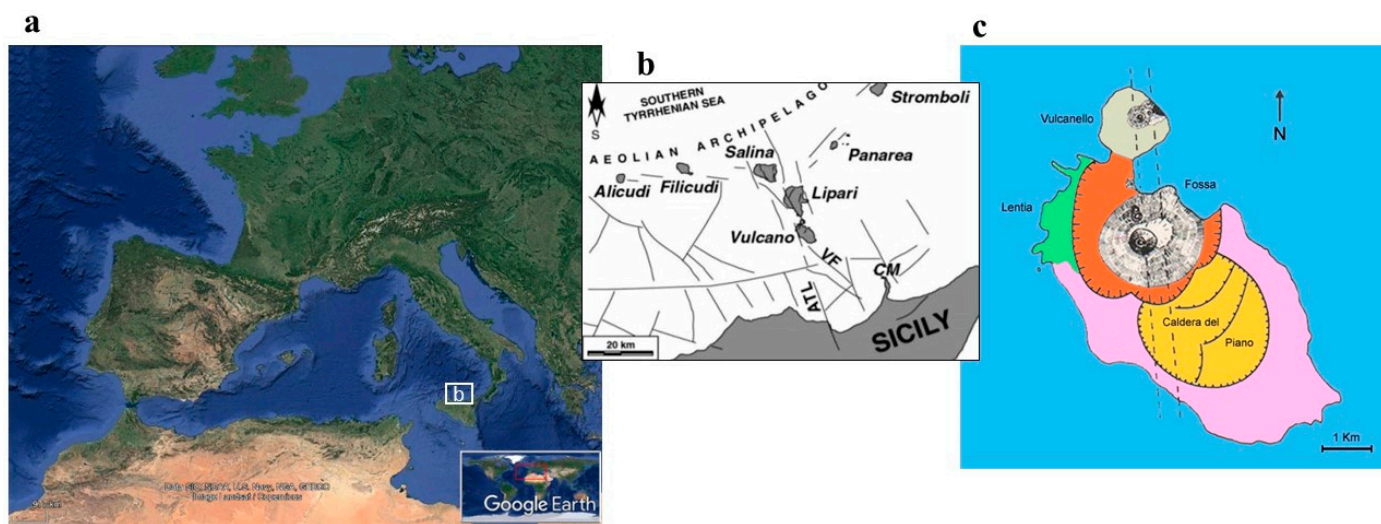 a
b
Google Earth
b
S
SOUTHERN
TYRRHENIAN SEA
AEOLIAN ARCHIPELAGO
Stromboli
Salina
Panarea
Alicudi
Filicudi
Lipari
Vulcano
VF
CM
ATL
SICILY
20 km
c
N
Vulcanello
Fossa
Lentia
Caldera del
Piano
1 Km